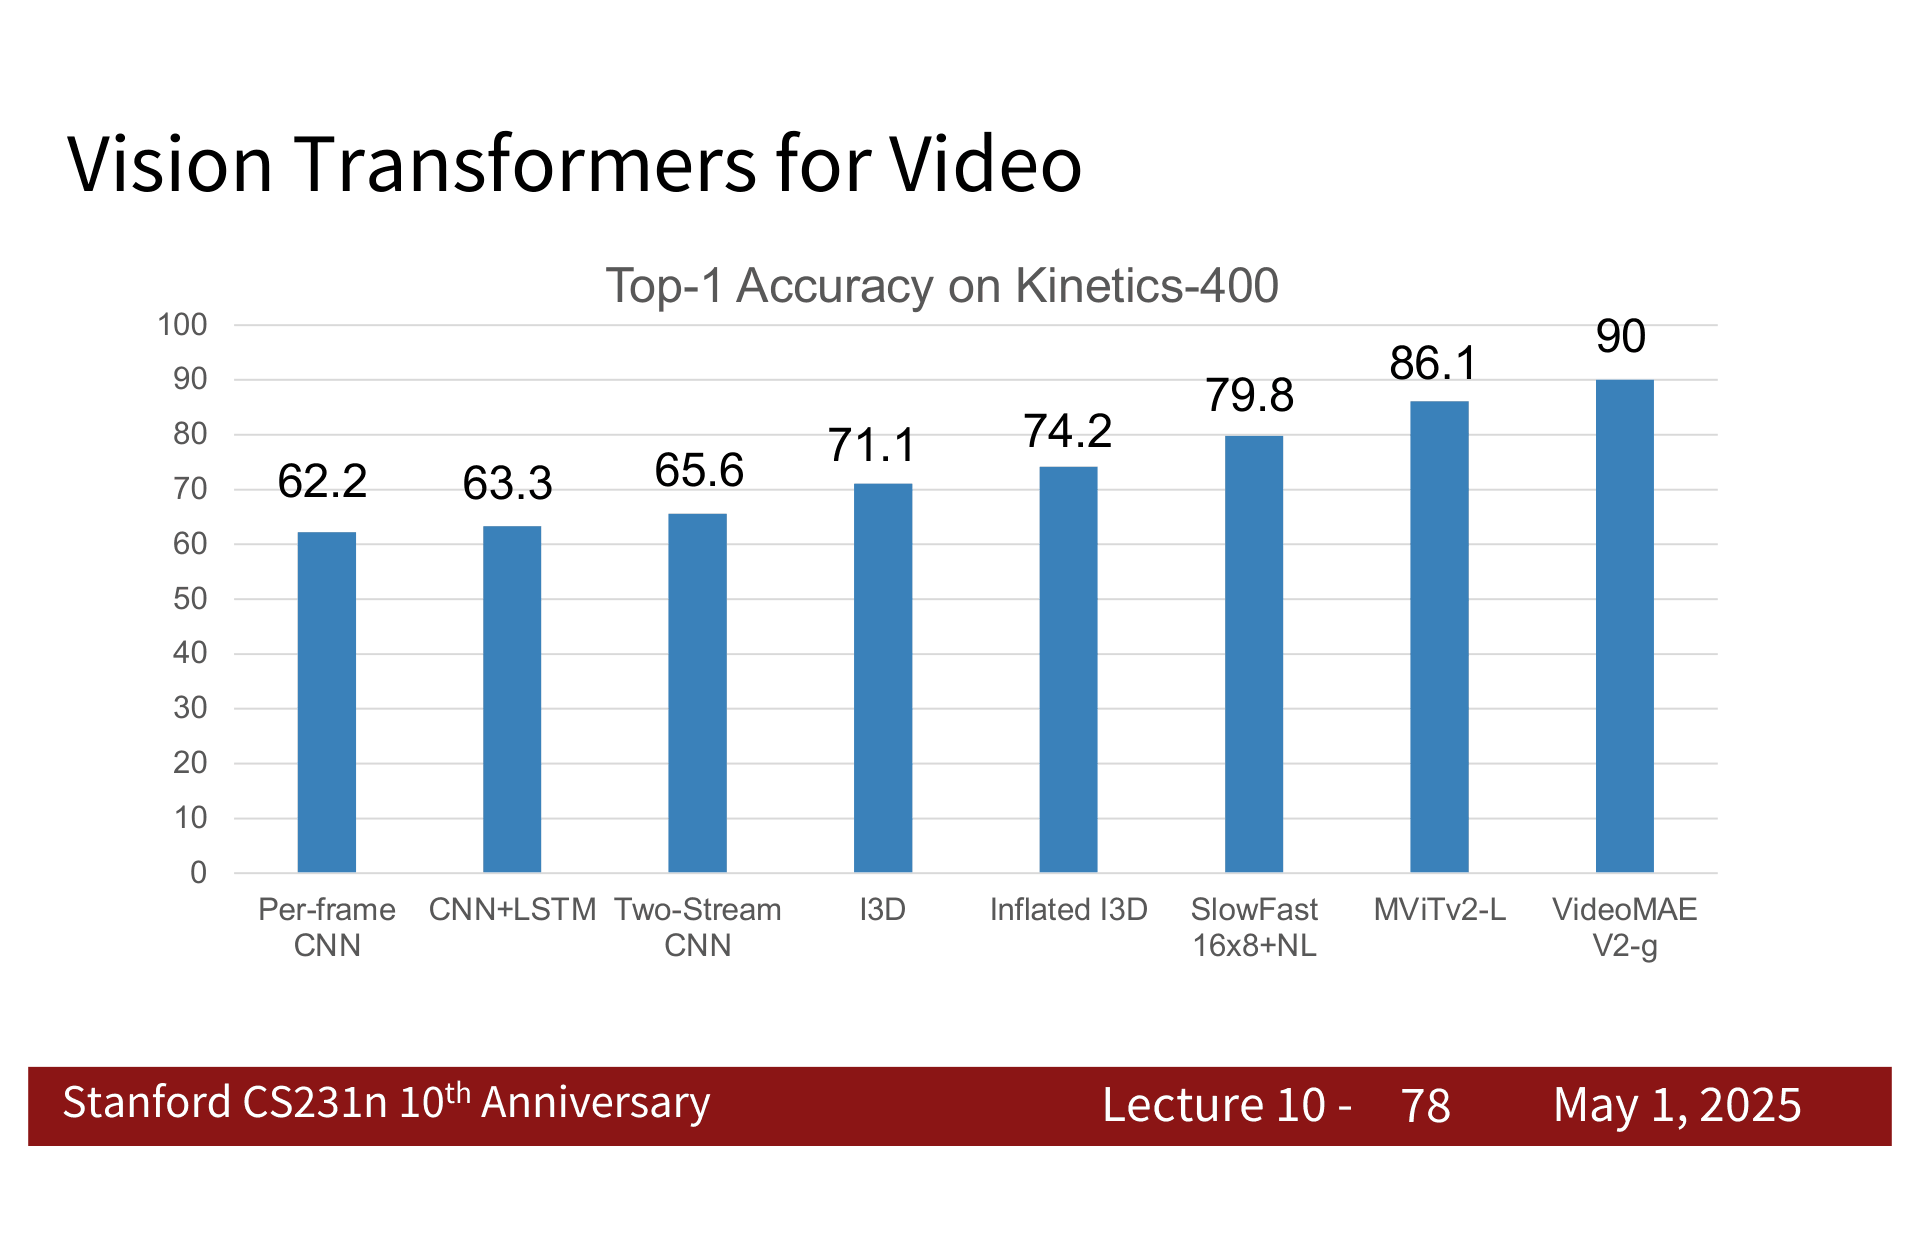 Vision Transformers for Video
Top-1 Accuracy on Kinetics-400
100
90
80
70
60
50
40
30
20
10
0
62.2
63.3
65.6
71.1
74.2
79.8
86.1
90
Per-frame
CNN
CNN+LSTM
Two-Stream
CNN
I3D
Inflated I3D
SlowFast
16x8+NL
MViTv2-L
VideoMAE
V2-g
Stanford CS231n 10th Anniversary
Lecture 10 - 78
May 1, 2025